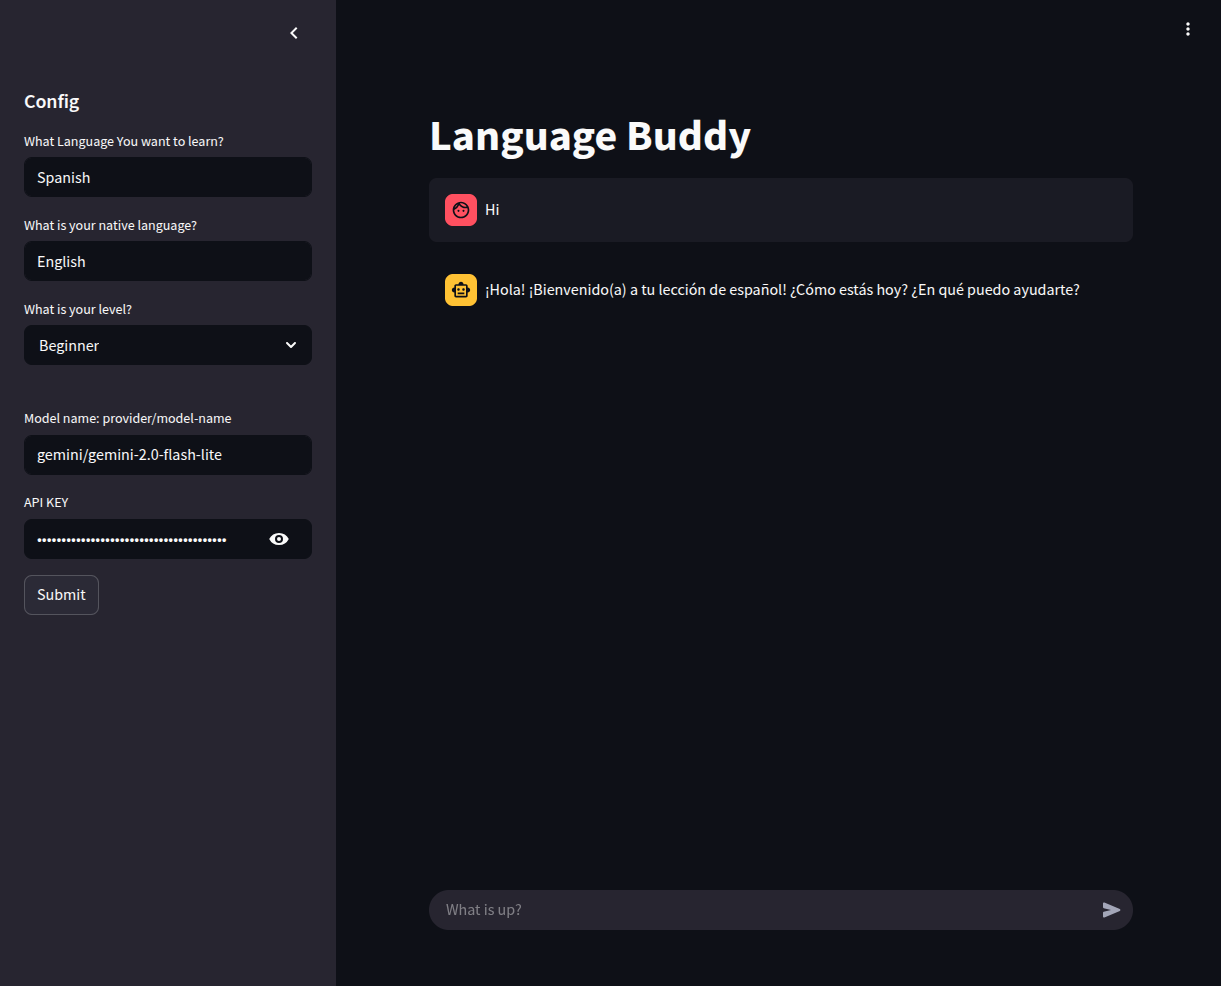 Config
What Language You want to learn?
Spanish
What is your native language?
English
What is your level?
Beginner
Model name: provider/model-name
gemini/gemini-2.0-flash-lite
API KEY
Submit
Language Buddy
Hi
¡Hola! ¡Bienvenido(a) a tu lección de español! ¿Cómo estás hoy? ¿En qué puedo ayudarte?
What is up?